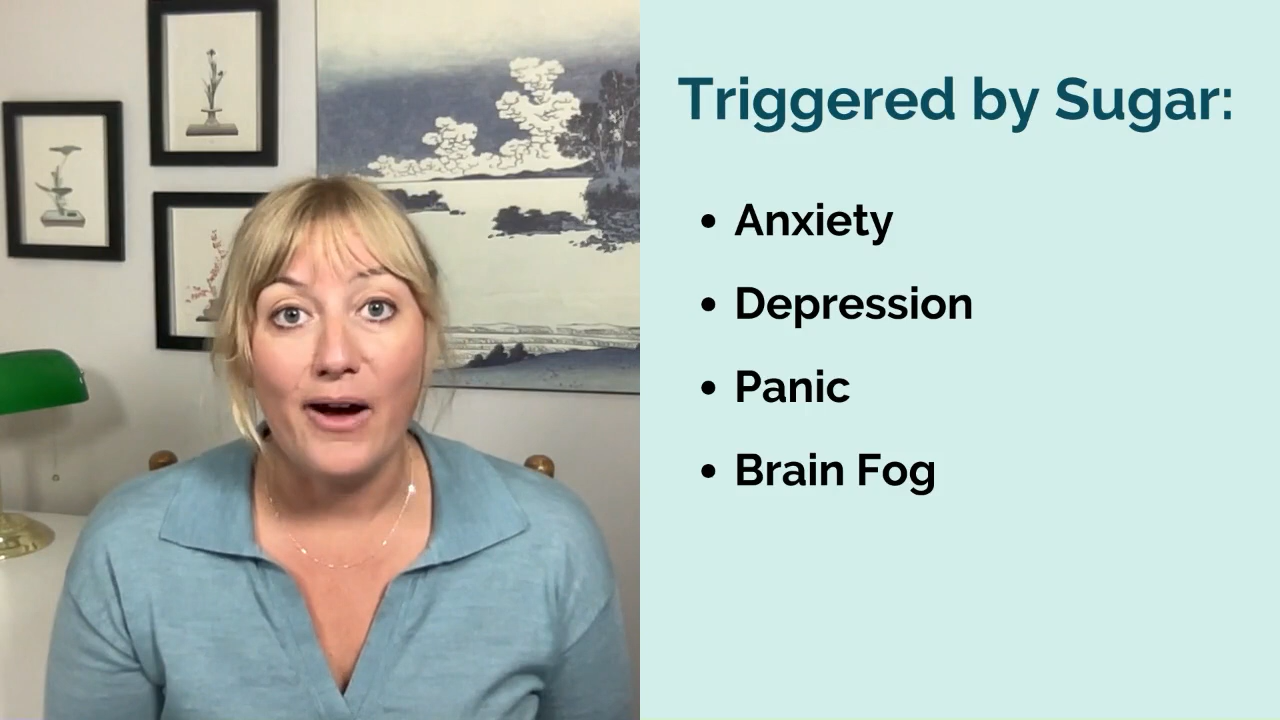 Triggered by Sugar:
• Anxiety
• Depression
• Panic
• Brain Fog